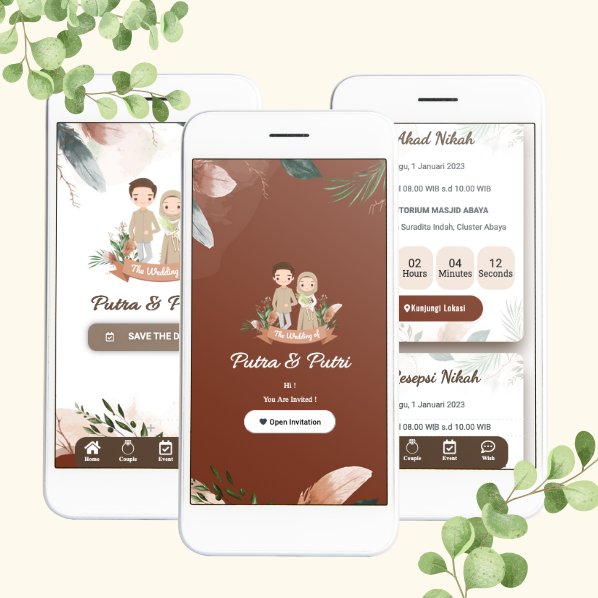 The Wedding
Putra & P
SAVE THE D
Home
Couple
Event
The Wedding of
Putra & Putri
Hi !
You Are Invited !
Open Invitation
Akad Nikah
gu, 1 Januari 2023
08.00 WIB s.d 10.00 WIB
TORIUM MASJID ABAYA
Suradita Indah, Cluster Abaya
02
Hours
04
Minutes
12
Seconds
Kunjungi Lokasi
esepsi Nikah
gu, 1 Januari 2023
08.00 WIB s.d 10.00 WIB
Couple
Event
Wish